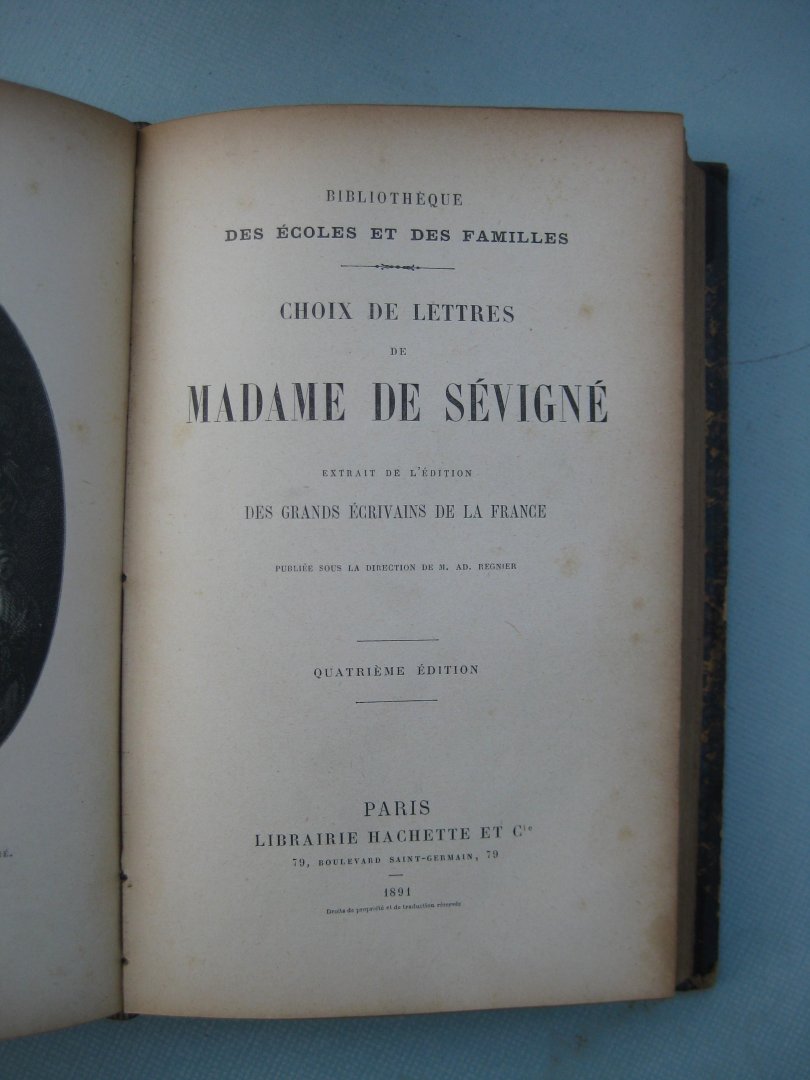 BIBLIOTHÈQUE
DES ÉCOLES ET DES FAMILLES
CHOIX DE LETTRES
DE
MADAME DE SÉVIGNÉ
EXTRAIT DE L'ÉDITION
DES GRANDS ÉCRIVAINS DE LA FRANCE
PUBLIÉE SOUS LA DIRECTION DE M. AD. REGNIER
QUATRIÈME ÉDITION
PARIS
LIBRAIRIE HACHETTE ET Cie
79, BOULEVARD SAINT-GERMAIN, 79
1891
Droits de propriété et de traduction réservés